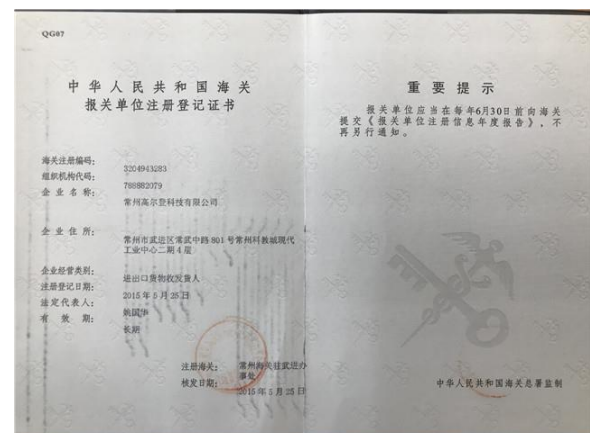 QG07
中华人民共和国海关
报关单位注册登记证书
海关注册编码: 3204943283
组织机构代码: 788882079
企业名称: 常州高尔登科技有限公司
企业住所: 常州市武进区常武中路801号常州科教城现代
工业中心二期4层
企业经营类别: 进出口货物收发货人
注册登记日期: 2015年5月25日
法定代表人: 姚国华
有效期: 长期
注册海关: 常州海关驻武进办
事处
核发日期: 2015年5月25日
重要提示
报关单位应当在每年6月30日前向海关
提交《报关单位注册信息年度报告》,不
再另行通知。
中华人民共和国海关总署监制